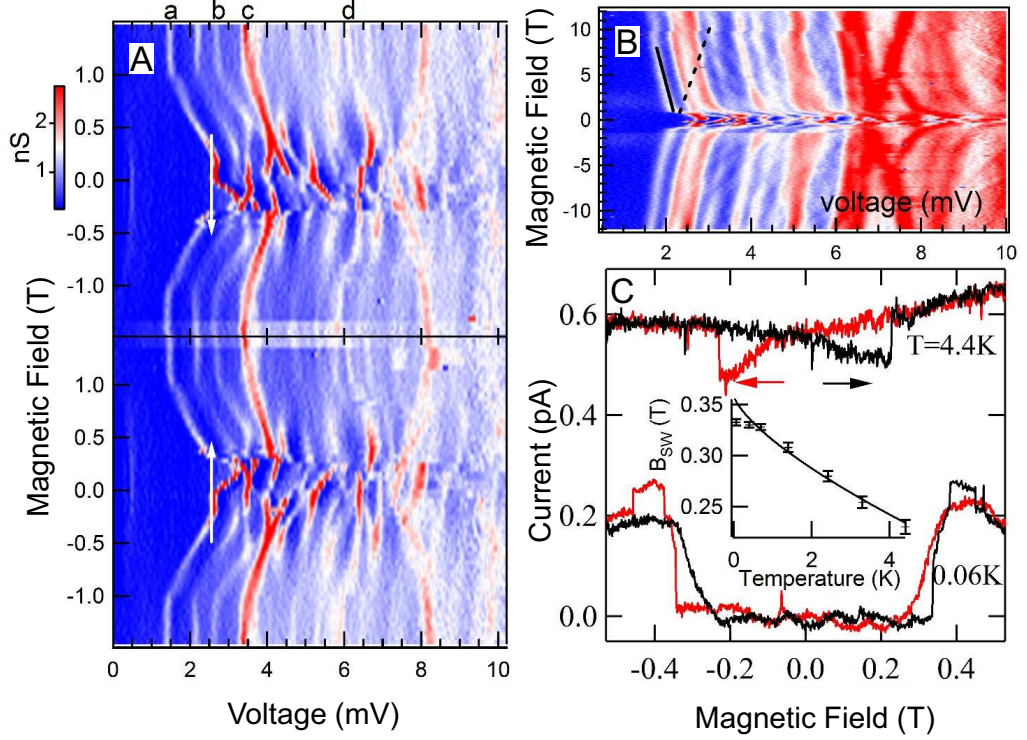 a b c d
A
1.0
0.5
0.0
-0.5
-1.0
1.0
0.5
0.0
-0.5
-1.0
nS
2
1
Magnetic Field (T)
0 2 4 6 8 10
Voltage (mV)
B
Magnetic Field (T)
10
5
0
-5
-10
voltage (mV)
2 4 6 8 10
C
Current (pA)
0.6
0.4
0.2
0.0
T=4.4K
0.06K
B_SW (T)
0.35
0.30
0.25
0 2 4
Temperature (K)
-0.4 -0.2 0.0 0.2 0.4
Magnetic Field (T)